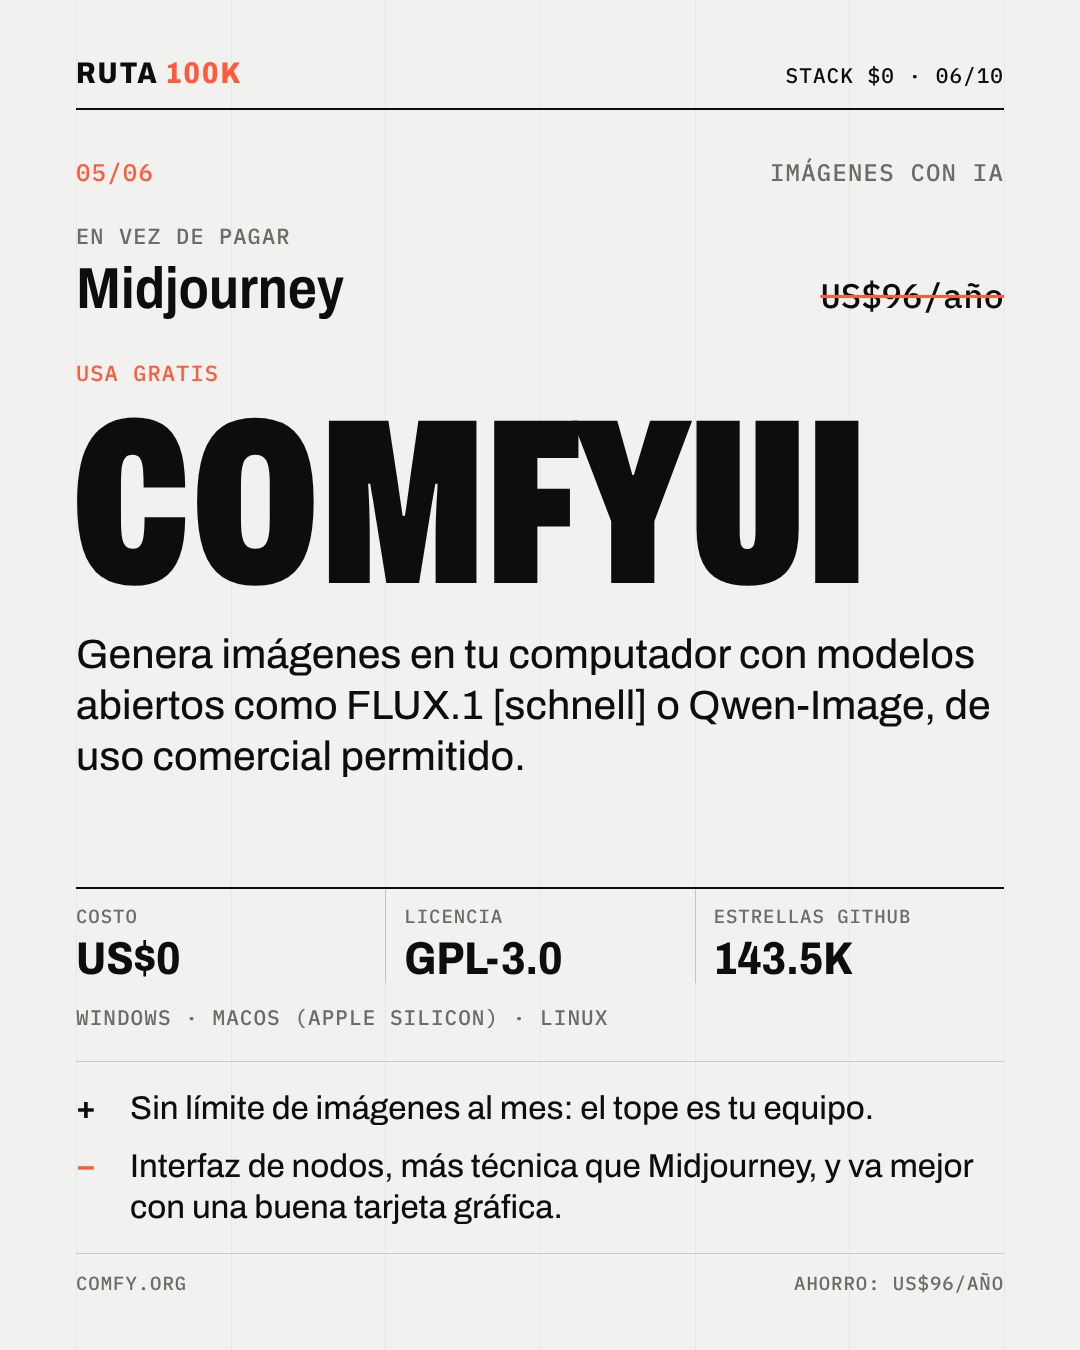 RUTA 100K
STACK $0 · 06/10
05/06
IMÁGENES CON IA
EN VEZ DE PAGAR
Midjourney
US$96/año
USA GRATIS
COMFYUI
Genera imágenes en tu computador con modelos
abiertos como FLUX.1 [schnell] o Qwen-Image, de
uso comercial permitido.
COSTO
US$0
LICENCIA
GPL-3.0
ESTRELLAS GITHUB
143.5K
WINDOWS · MACOS (APPLE SILICON) · LINUX
+ Sin límite de imágenes al mes: el tope es tu equipo.
– Interfaz de nodos, más técnica que Midjourney, y va mejor
con una buena tarjeta gráfica.
COMFY.ORG
AHORRO: US$96/AÑO